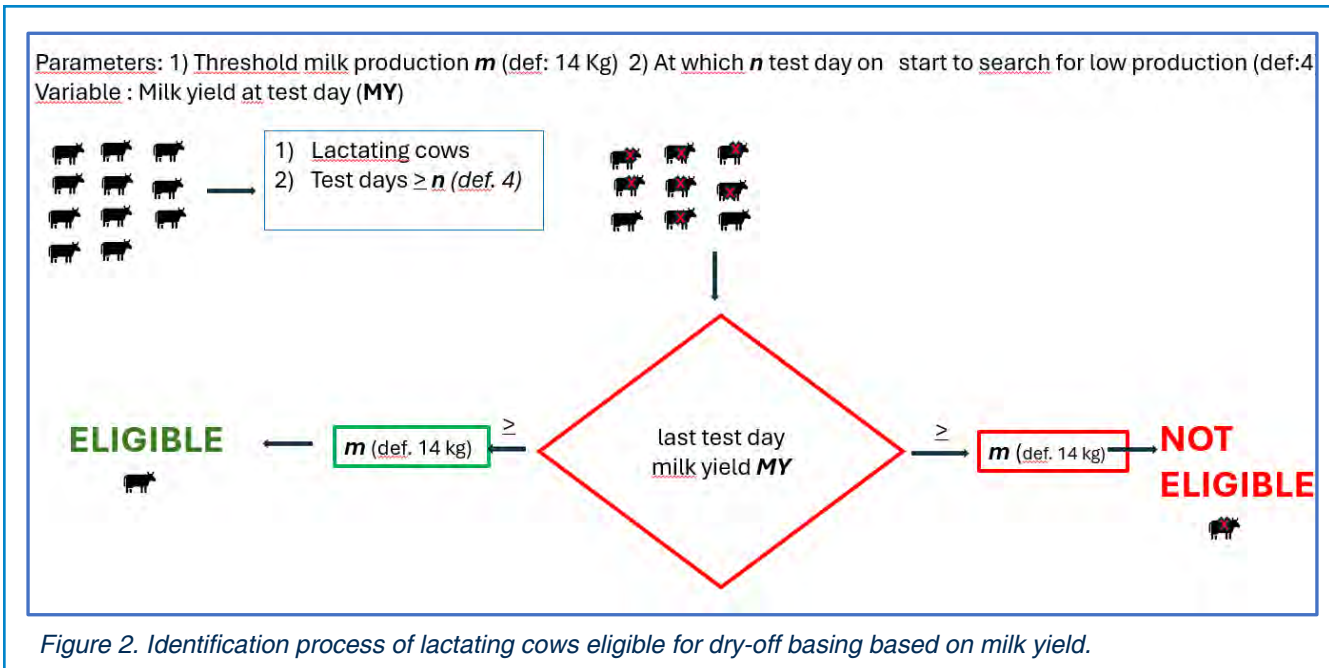 Parameters: 1) Threshold milk production m (def: 14 Kg) 2) At which n test day on start to search for low production (def:4
Variable : Milk yield at test day (MY)
1) Lactating cows
2) Test days ≥ n (def. 4)
ELIGIBLE
m (def. 14 kg)
≥
last test day
milk yield MY
≥
m (def. 14 kg)
NOT
ELIGIBLE
Figure 2. Identification process of lactating cows eligible for dry-off basing based on milk yield.